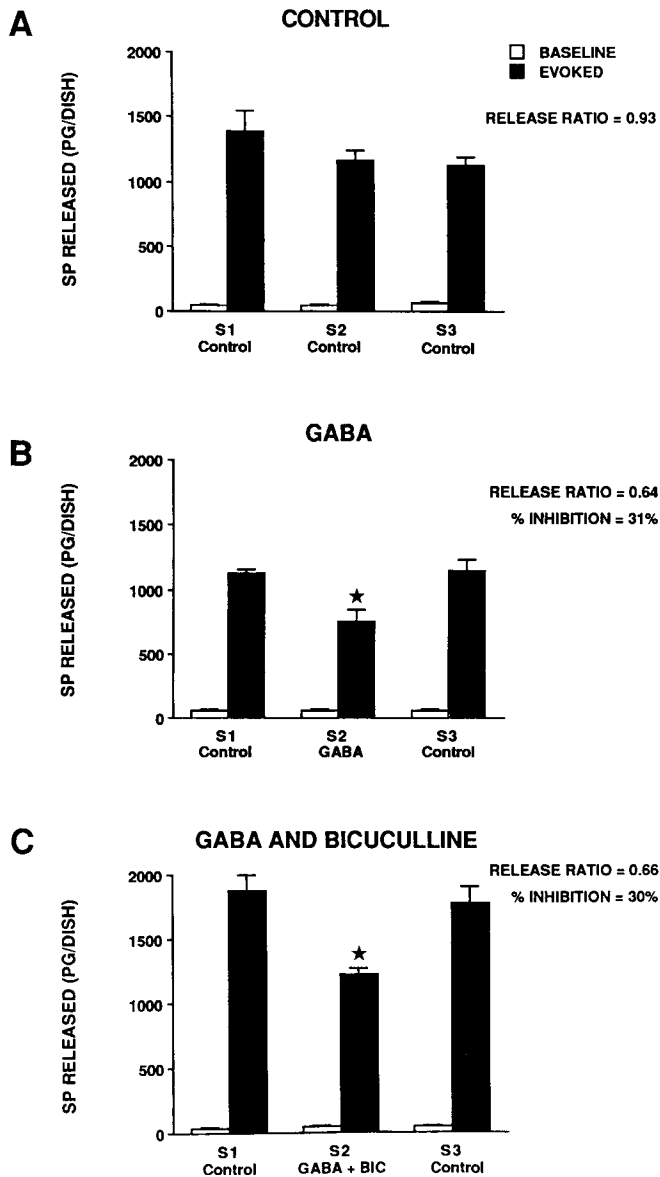 A
CONTROL
BASELINE
EVOKED
RELEASE RATIO = 0.93
SP RELEASED (PG/DISH)
2000
1500
1000
500
0
S1
Control
S2
Control
S3
Control
B
GABA
RELEASE RATIO = 0.64
% INHIBITION = 31%
SP RELEASED (PG/DISH)
2000
1500
1000
500
0
S1
Control
S2
GABA
S3
Control
C
GABA AND BICUCULLINE
RELEASE RATIO = 0.66
% INHIBITION = 30%
SP RELEASED (PG/DISH)
2000
1500
1000
500
0
S1
Control
S2
GABA + BIC
S3
Control